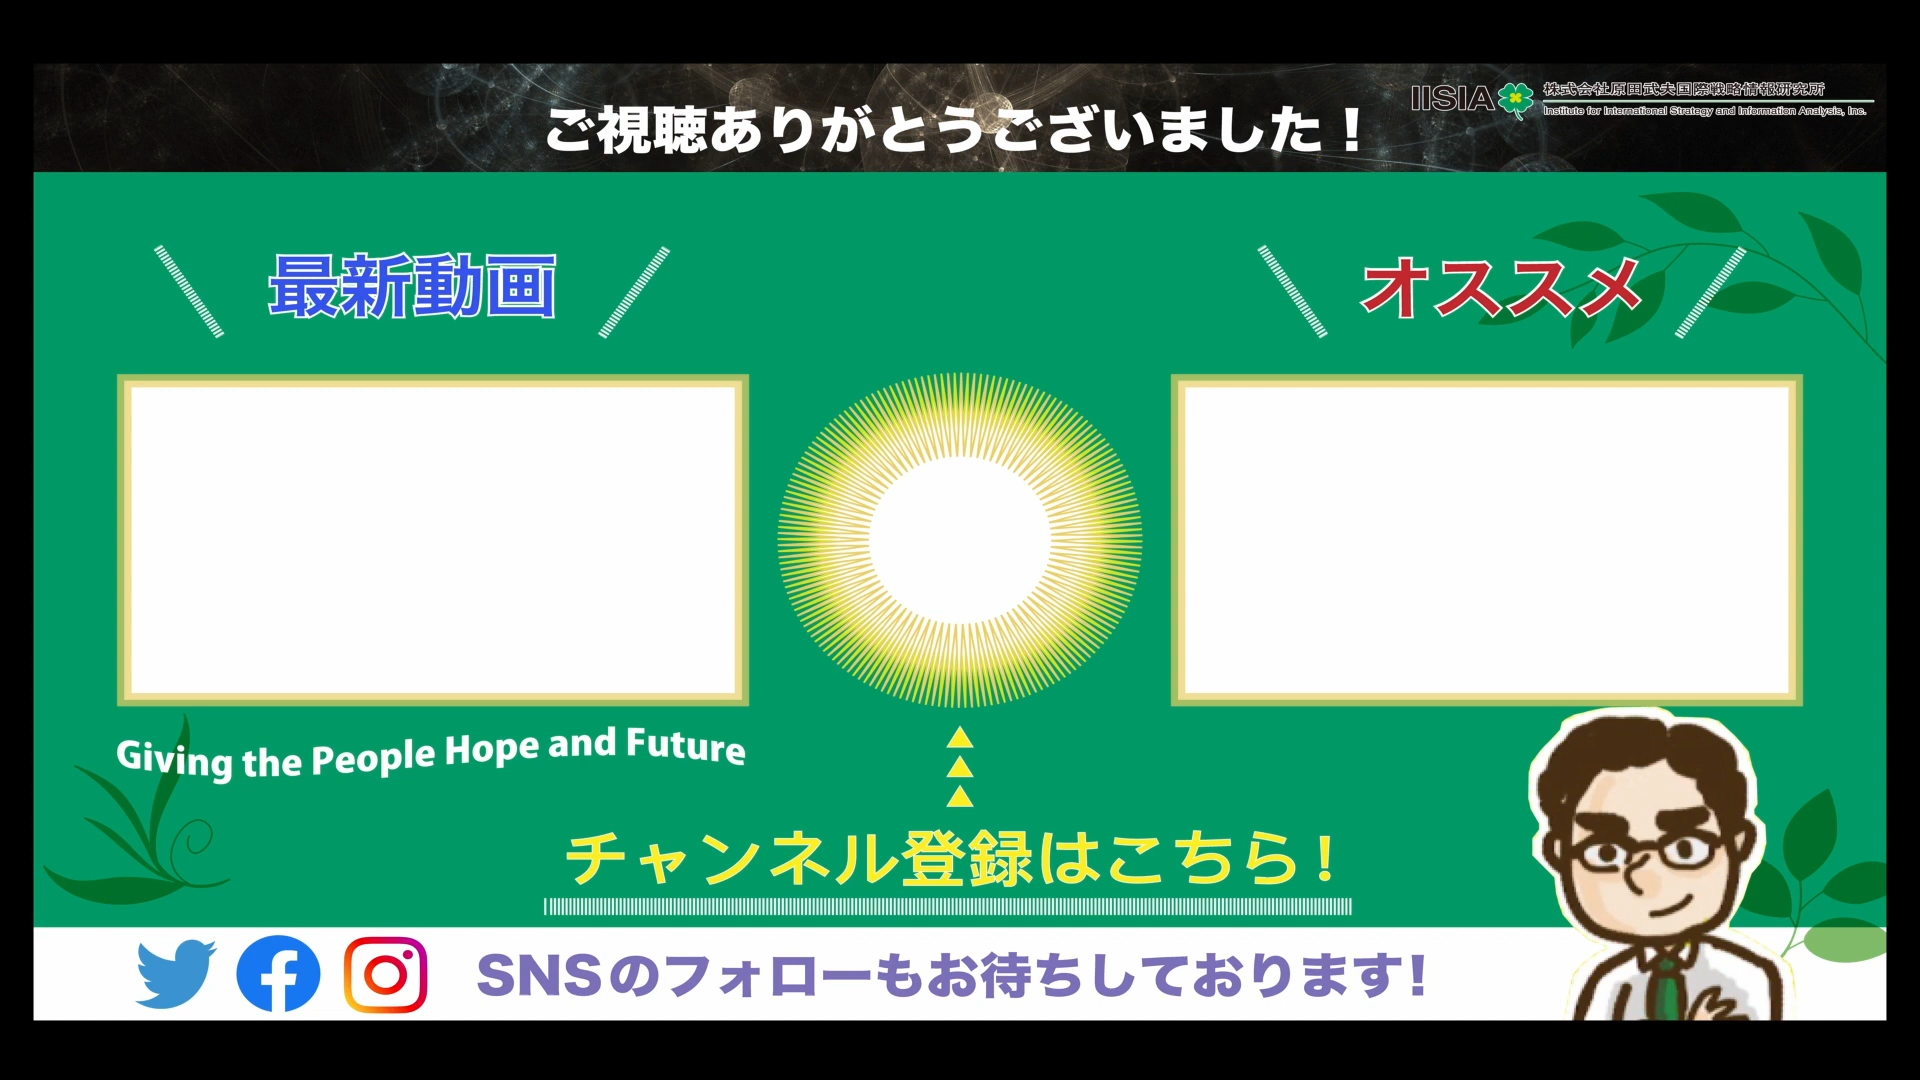 ご視聴ありがとうございました！
IISIA
株式会社原田武夫国際戦略情報研究所
Institute for International Strategy and Information Analysis, Inc.
最新動画
オススメ
Giving the People Hope and Future
チャンネル登録はこちら！
SNSのフォローもお待ちしております！